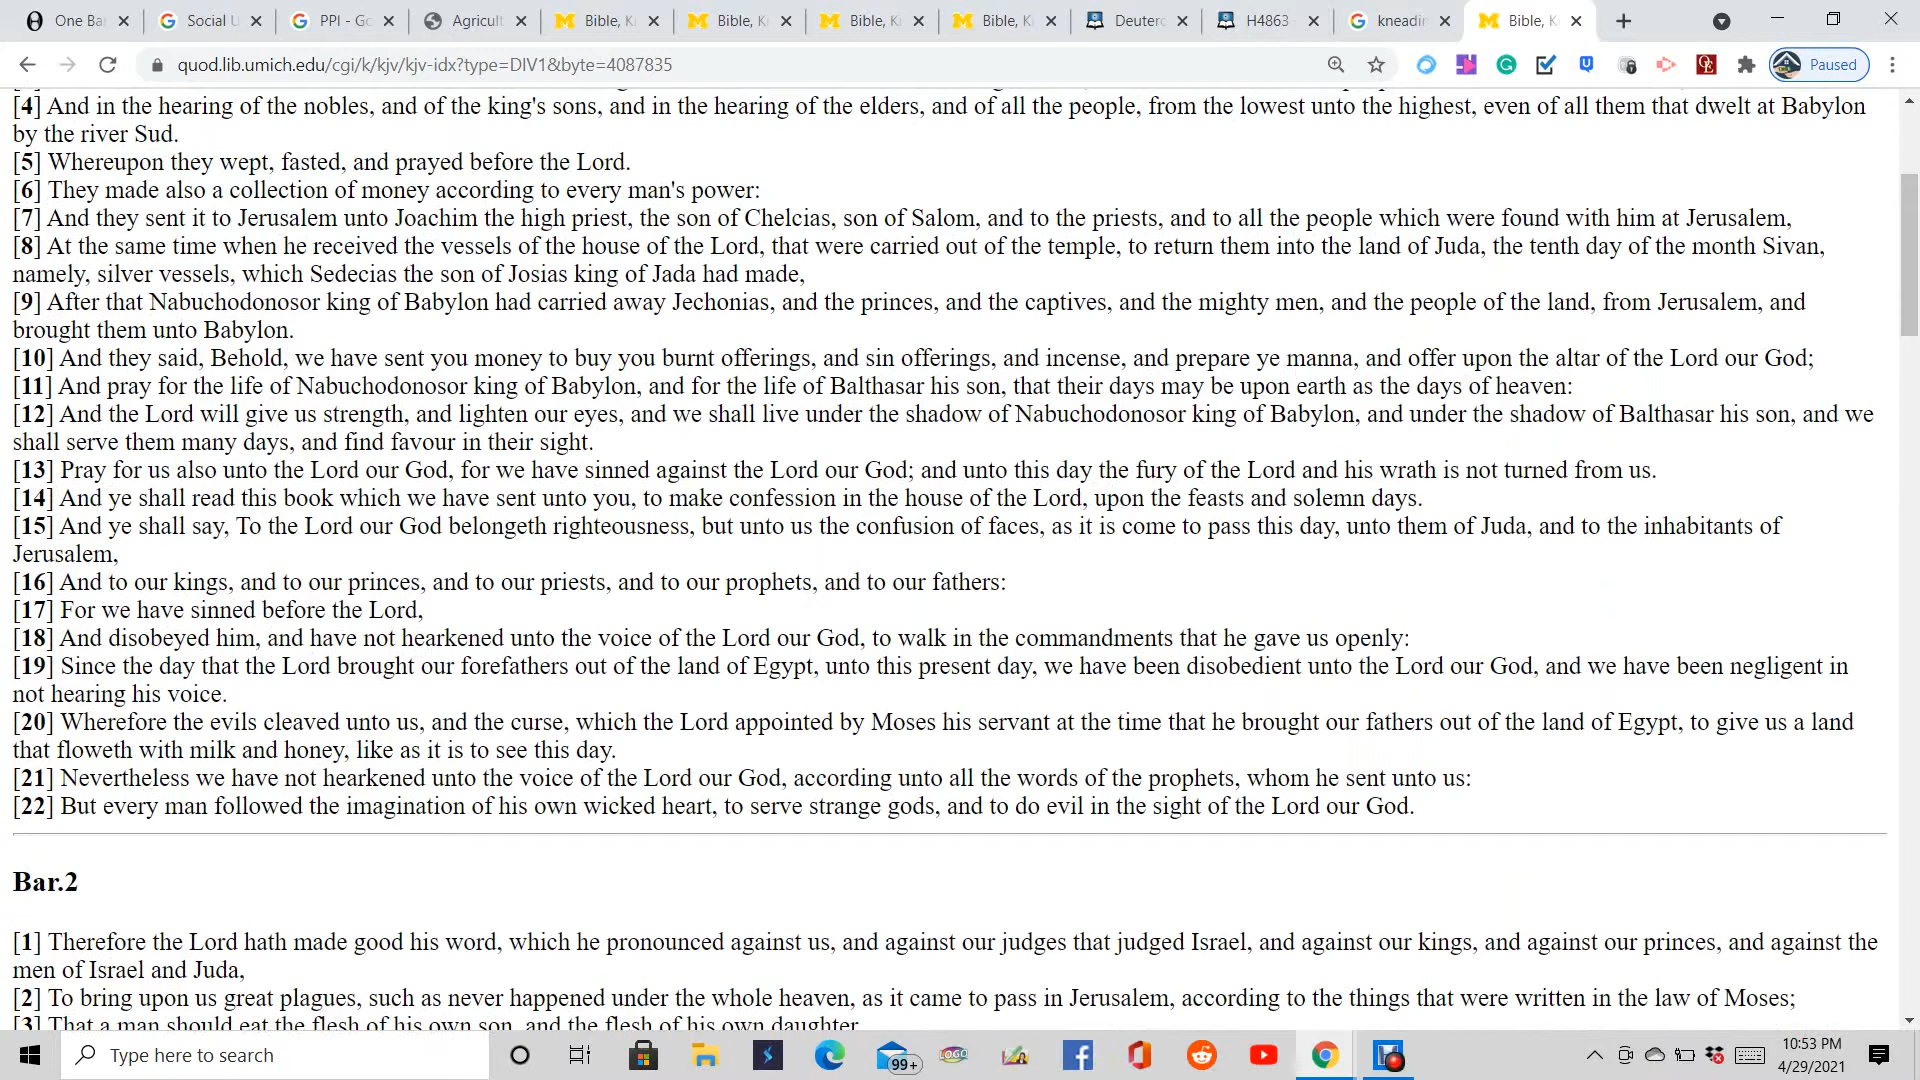 One Ba
Social U
PPI - Go
Agricult
Bible, Ki
Bible, Ki
Bible, Ki
Bible, Ki
Deutero
H4863
kneadin
Bible, Ki
quod.lib.umich.edu/cgi/k/kjv/kjv-idx?type=DIV1&byte=4087835
Paused
[4] And in the hearing of the nobles, and of the king's sons, and in the hearing of the elders, and of all the people, from the lowest unto the highest, even of all them that dwelt at Babylon
by the river Sud.
[5] Whereupon they wept, fasted, and prayed before the Lord.
[6] They made also a collection of money according to every man's power:
[7] And they sent it to Jerusalem unto Joachim the high priest, the son of Chelcias, son of Salom, and to the priests, and to all the people which were found with him at Jerusalem,
[8] At the same time when he received the vessels of the house of the Lord, that were carried out of the temple, to return them into the land of Juda, the tenth day of the month Sivan,
namely, silver vessels, which Sedecias the son of Josias king of Jada had made,
[9] After that Nabuchodonosor king of Babylon had carried away Jechonias, and the princes, and the captives, and the mighty men, and the people of the land, from Jerusalem, and
brought them unto Babylon.
[10] And they said, Behold, we have sent you money to buy you burnt offerings, and sin offerings, and incense, and prepare ye manna, and offer upon the altar of the Lord our God;
[11] And pray for the life of Nabuchodonosor king of Babylon, and for the life of Balthasar his son, that their days may be upon earth as the days of heaven:
[12] And the Lord will give us strength, and lighten our eyes, and we shall live under the shadow of Nabuchodonosor king of Babylon, and under the shadow of Balthasar his son, and we
shall serve them many days, and find favour in their sight.
[13] Pray for us also unto the Lord our God, for we have sinned against the Lord our God; and unto this day the fury of the Lord and his wrath is not turned from us.
[14] And ye shall read this book which we have sent unto you, to make confession in the house of the Lord, upon the feasts and solemn days.
[15] And ye shall say, To the Lord our God belongeth righteousness, but unto us the confusion of faces, as it is come to pass this day, unto them of Juda, and to the inhabitants of
Jerusalem,
[16] And to our kings, and to our princes, and to our priests, and to our prophets, and to our fathers:
[17] For we have sinned before the Lord,
[18] And disobeyed him, and have not hearkened unto the voice of the Lord our God, to walk in the commandments that he gave us openly:
[19] Since the day that the Lord brought our forefathers out of the land of Egypt, unto this present day, we have been disobedient unto the Lord our God, and we have been negligent in
not hearing his voice.
[20] Wherefore the evils cleaved unto us, and the curse, which the Lord appointed by Moses his servant at the time that he brought our fathers out of the land of Egypt, to give us a land
that floweth with milk and honey, like as it is to see this day.
[21] Nevertheless we have not hearkened unto the voice of the Lord our God, according unto all the words of the prophets, whom he sent unto us:
[22] But every man followed the imagination of his own wicked heart, to serve strange gods, and to do evil in the sight of the Lord our God.
Bar.2
[1] Therefore the Lord hath made good his word, which he pronounced against us, and against our judges that judged Israel, and against our kings, and against our princes, and against the
men of Israel and Juda,
[2] To bring upon us great plagues, such as never happened under the whole heaven, as it came to pass in Jerusalem, according to the things that were written in the law of Moses;
[3] That a man should eat the flesh of his own son, and the flesh of his own daughter.
Type here to search
99+
LOGO
10:53 PM
4/29/2021